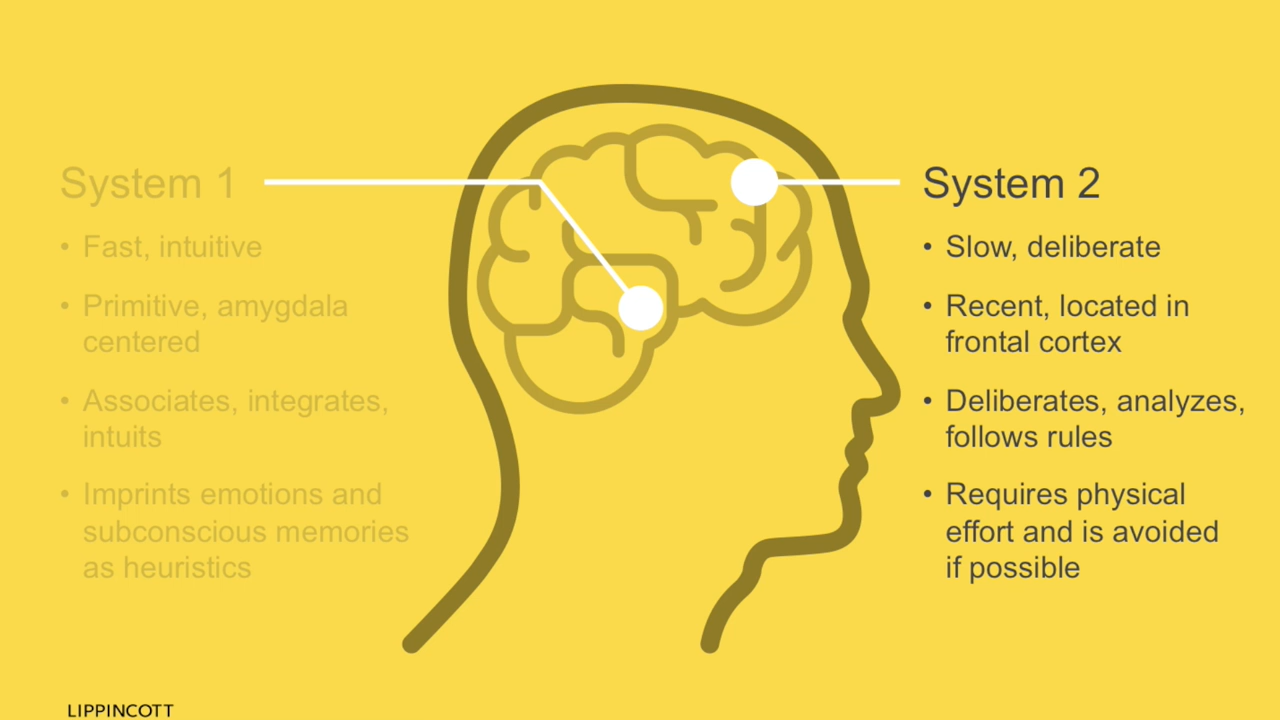 System 1
• Fast, intuitive
• Primitive, amygdala
centered
• Associates, integrates,
intuits
• Imprints emotions and
subconscious memories
as heuristics
System 2
• Slow, deliberate
• Recent, located in
frontal cortex
• Deliberates, analyzes,
follows rules
• Requires physical
effort and is avoided
if possible
LIPPINCOTT